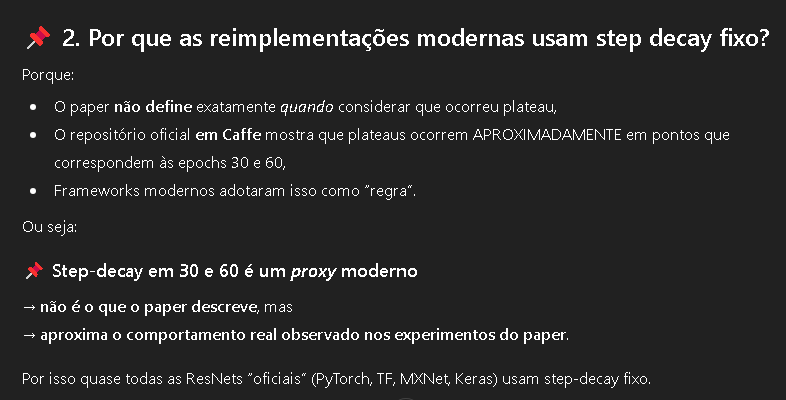 📌 2. Por que as reimplementações modernas usam step decay fixo?
Porque:
• O paper não define exatamente quando considerar que ocorreu plateau,
• O repositório oficial em Caffe mostra que plateaus ocorrem APROXIMADAMENTE em pontos que
correspondem às epochs 30 e 60,
• Frameworks modernos adotaram isso como “regra”.
Ou seja:
📌 Step-decay em 30 e 60 é um proxy moderno
→ não é o que o paper descreve, mas
→ aproxima o comportamento real observado nos experimentos do paper.
Por isso quase todas as ResNets “oficiais” (PyTorch, TF, MXNet, Keras) usam step-decay fixo.